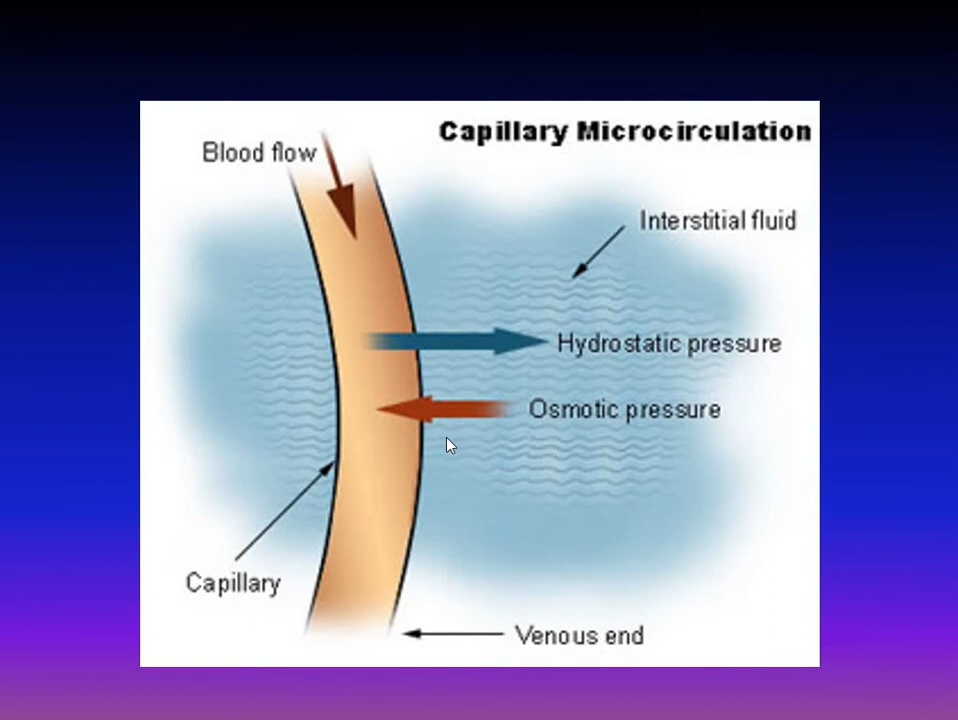 Capillary Microcirculation
Blood flow
Interstitial fluid
Hydrostatic pressure
Osmotic pressure
Capillary
Venous end